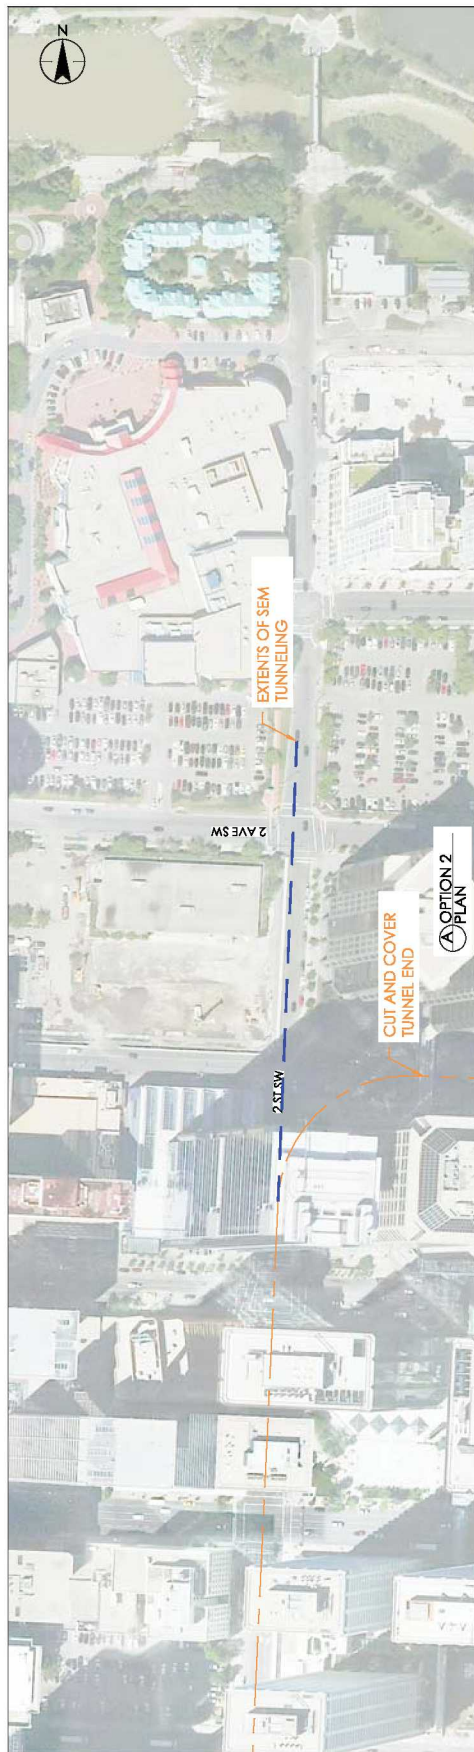 N
EXTENTS OF SEM
TUNNELING
2 AVE SW
A OPTION 2
PLAN
CUT AND COVER
TUNNEL END
2 ST SW